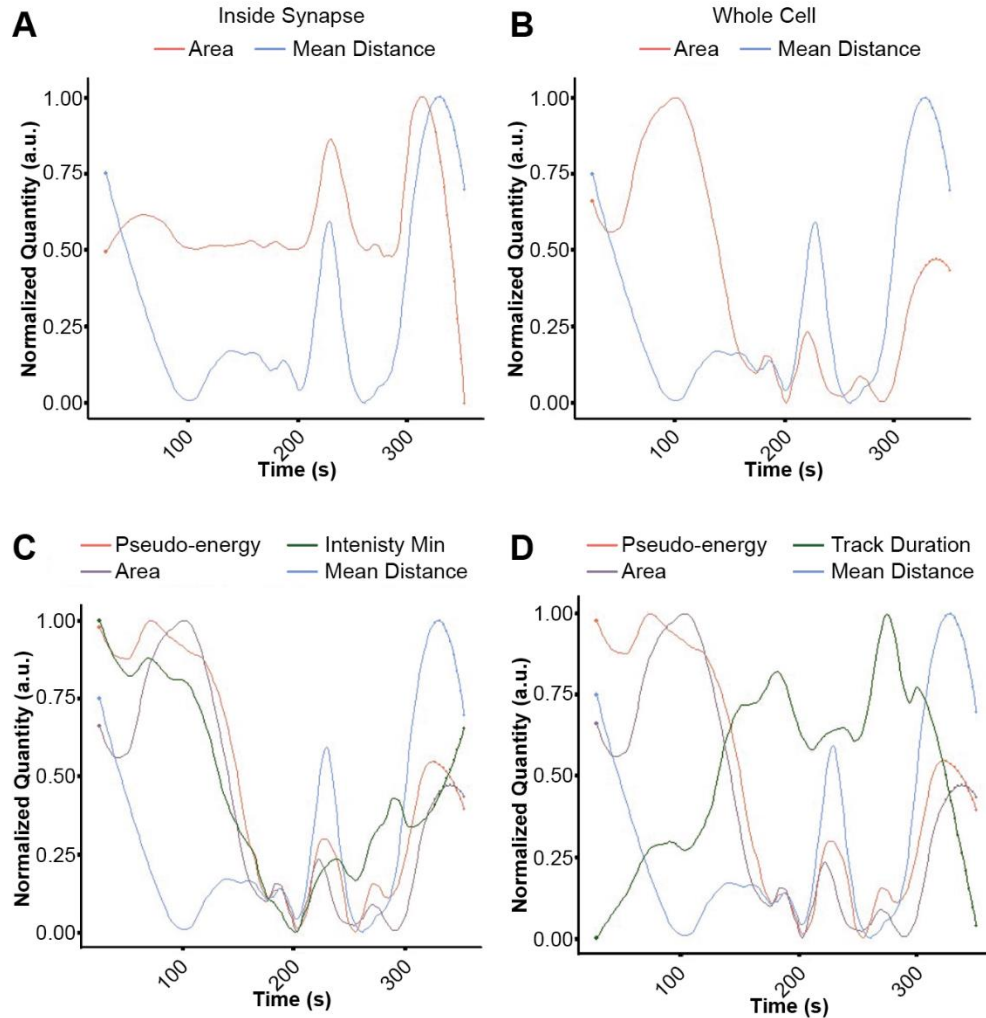 A
Inside Synapse
Area Mean Distance
Normalized Quantity (a.u.)
1.00
0.75
0.50
0.25
0.00
100 200 300
Time (s)
B
Whole Cell
Area Mean Distance
Normalized Quantity (a.u.)
1.00
0.75
0.50
0.25
0.00
100 200 300
Time (s)
C
Pseudo-energy Intenisty Min
Area Mean Distance
Normalized Quantity (a.u.)
1.00
0.75
0.50
0.25
0.00
100 200 300
Time (s)
D
Pseudo-energy Track Duration
Area Mean Distance
Normalized Quantity (a.u.)
1.00
0.75
0.50
0.25
0.00
100 200 300
Time (s)